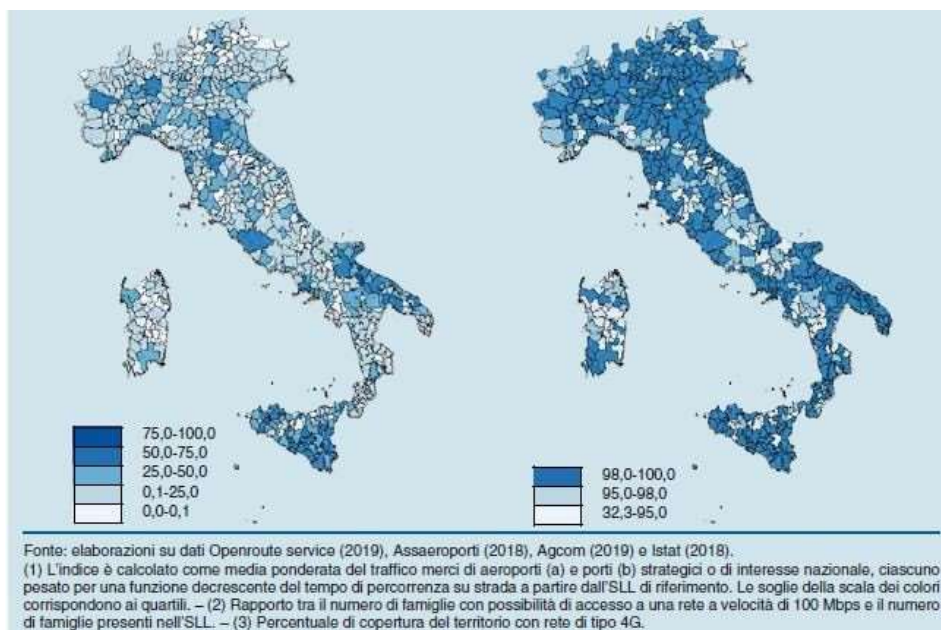 75,0-100,0
50,0-75,0
25,0-50,0
0,1-25,0
0,0-0,1
98,0-100,0
95,0-98,0
32,3-95,0
Fonte: elaborazioni su dati Openroute service (2019), Assaeroporti (2018), Agcom (2019) e Istat (2018).
(1) L'indice è calcolato come media ponderata del traffico merci di aeroporti (a) e porti (b) strategici o di interesse nazionale, ciascuno
pesato per una funzione decrescente del tempo di percorrenza su strada a partire dall'SLL di riferimento. Le soglie della scala dei colori
corrispondono ai quartili. – (2) Rapporto tra il numero di famiglie con possibilità di accesso a una rete a velocità di 100 Mbps e il numero
di famiglie presenti nell'SLL. – (3) Percentuale di copertura del territorio con rete di tipo 4G.